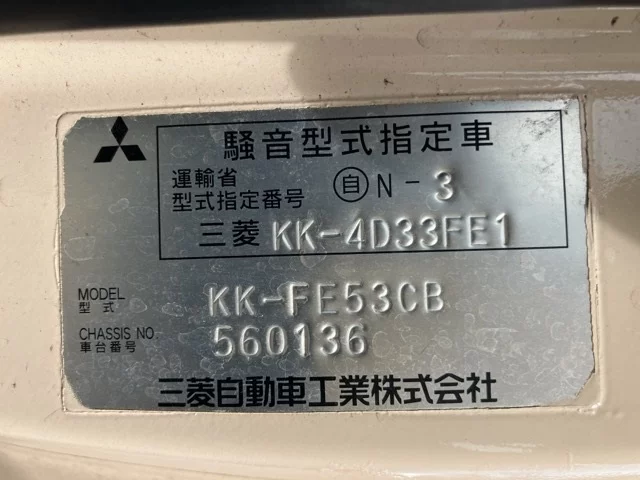 騒音型式指定車
運輸省
型式指定番号 自N-3
三菱 KK-4D33FE1
MODEL
型式 KK-FE53CB
CHASSIS NO.
車台番号 560136
三菱自動車工業株式会社